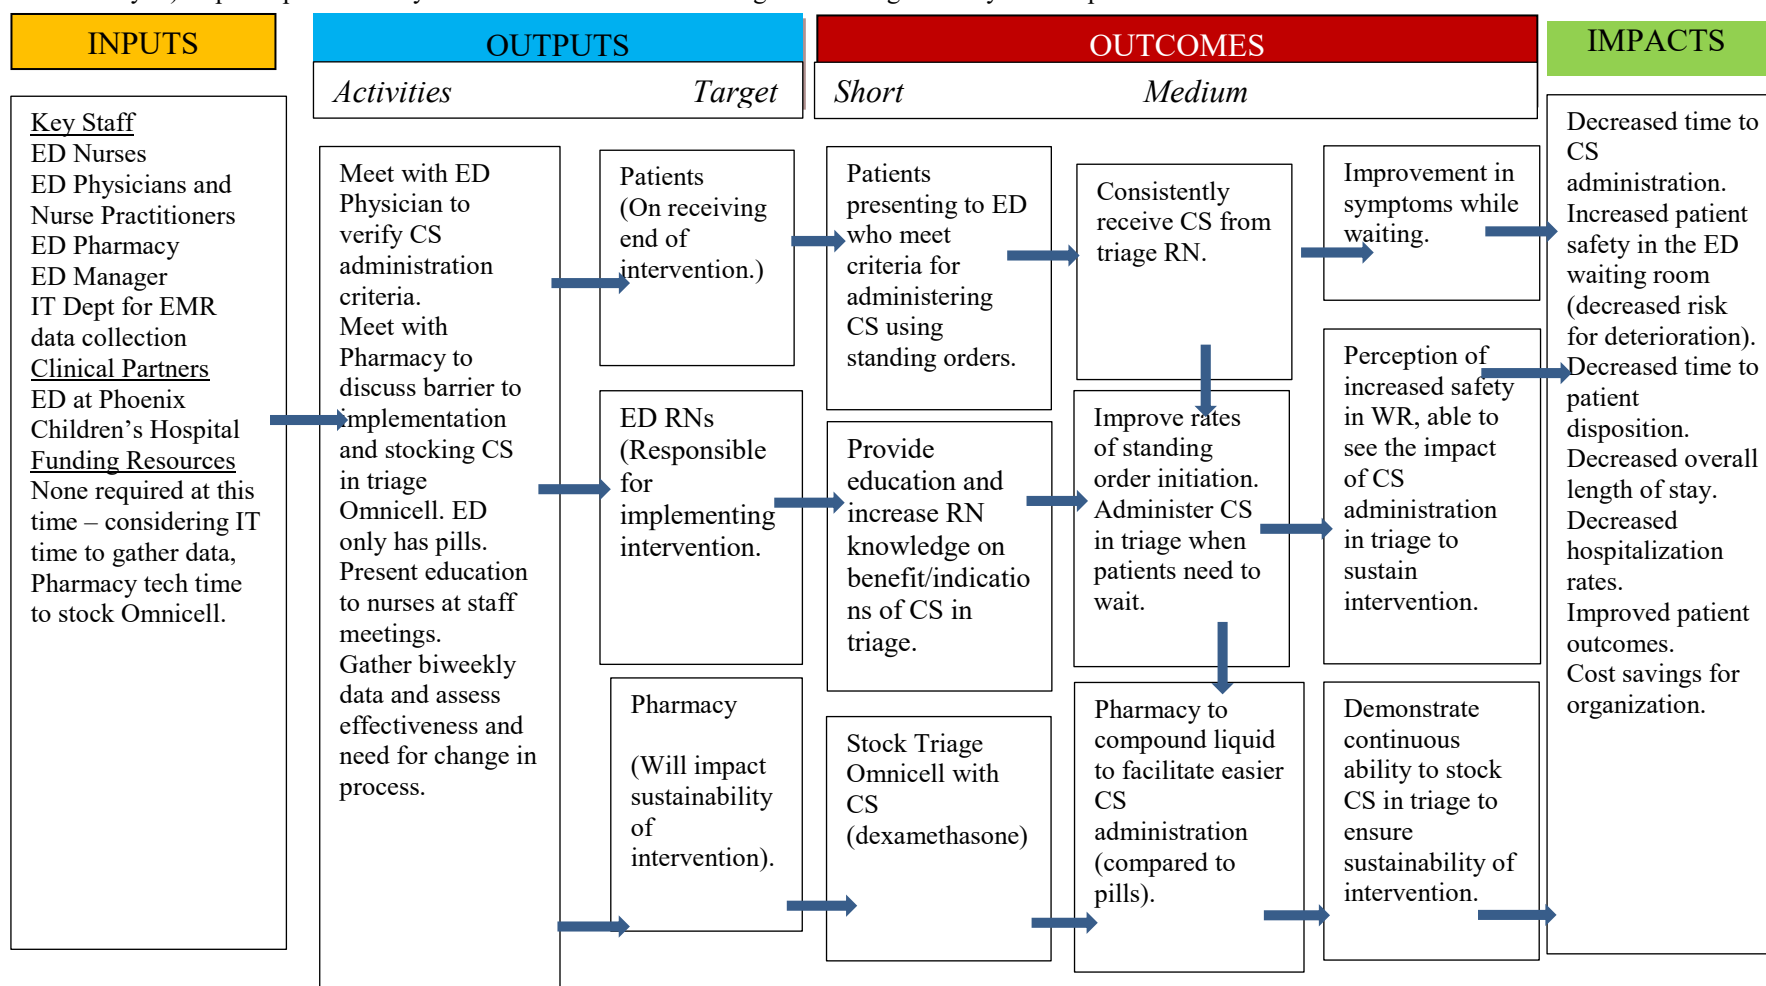 INPUTS
OUTPUTS
OUTCOMES
IMPACTS
Activities
Target
Short
Medium
Key Staff
ED Nurses
ED Physicians and
Nurse Practitioners
ED Pharmacy
ED Manager
IT Dept for EMR
data collection
Clinical Partners
ED at Phoenix
Children’s Hospital
Funding Resources
None required at this
time – considering IT
time to gather data,
Pharmacy tech time
to stock Omnicell.
Meet with ED
Physician to
verify CS
administration
criteria.
Meet with
Pharmacy to
discuss barrier to
implementation
and stocking CS
in triage
Omnicell. ED
only has pills.
Present education
to nurses at staff
meetings.
Gather biweekly
data and assess
effectiveness and
need for change in
process.
Patients
(On receiving
end of
intervention.)
ED RNs
(Responsible
for
implementing
intervention.
Pharmacy
(Will impact
sustainability
of
intervention).
Patients
presenting to ED
who meet
criteria for
administering
CS using
standing orders.
Provide
education and
increase RN
knowledge on
benefit/indicatio
ns of CS in
triage.
Stock Triage
Omnicell with
CS
(dexamethasone)
Consistently
receive CS from
triage RN.
Improve rates
of standing
order initiation.
Administer CS
in triage when
patients need to
wait.
Pharmacy to
compound liquid
to facilitate easier
CS
administration
(compared to
pills).
Improvement in
symptoms while
waiting.
Perception of
increased safety
in WR, able to
see the impact
of CS
administration
in triage to
sustain
intervention.
Demonstrate
continuous
ability to stock
CS in triage to
ensure
sustainability of
intervention.
Decreased time to
CS
administration.
Increased patient
safety in the ED
waiting room
(decreased risk
for deterioration).
Decreased time to
patient
disposition.
Decreased overall
length of stay.
Decreased
hospitalization
rates.
Improved patient
outcomes.
Cost savings for
organization.